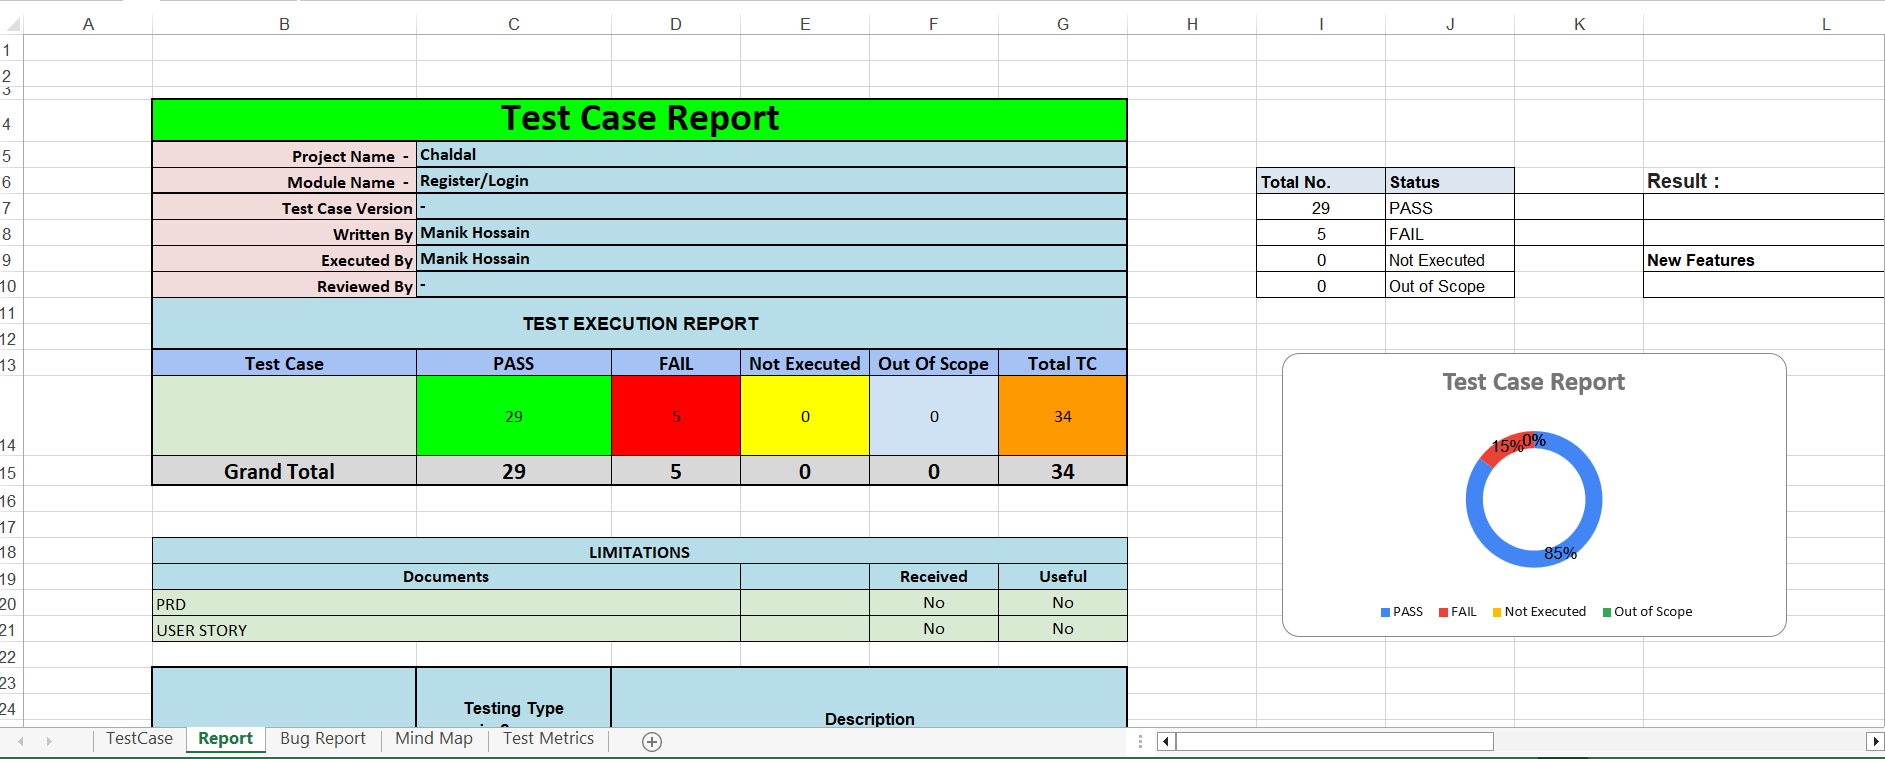 A B C D E F G H I J K L
1
2
3
4 Test Case Report
5 Project Name - Chaldal
6 Module Name - Register/Login Total No. Status Result :
7 Test Case Version - 29 PASS
8 Written By Manik Hossain 5 FAIL
9 Executed By Manik Hossain 0 Not Executed New Features
10 Reviewed By - 0 Out of Scope
11
TEST EXECUTION REPORT
12
13 Test Case PASS FAIL Not Executed Out Of Scope Total TC
14 29 5 0 0 34
15 Grand Total 29 5 0 0 34
16
17
18 LIMITATIONS
19 Documents Received Useful
20 PRD No No
21 USER STORY No No
22
23
24 Testing Type Description
Test Case Report
15% 0%
85%
PASS FAIL Not Executed Out of Scope
TestCase Report Bug Report Mind Map Test Metrics